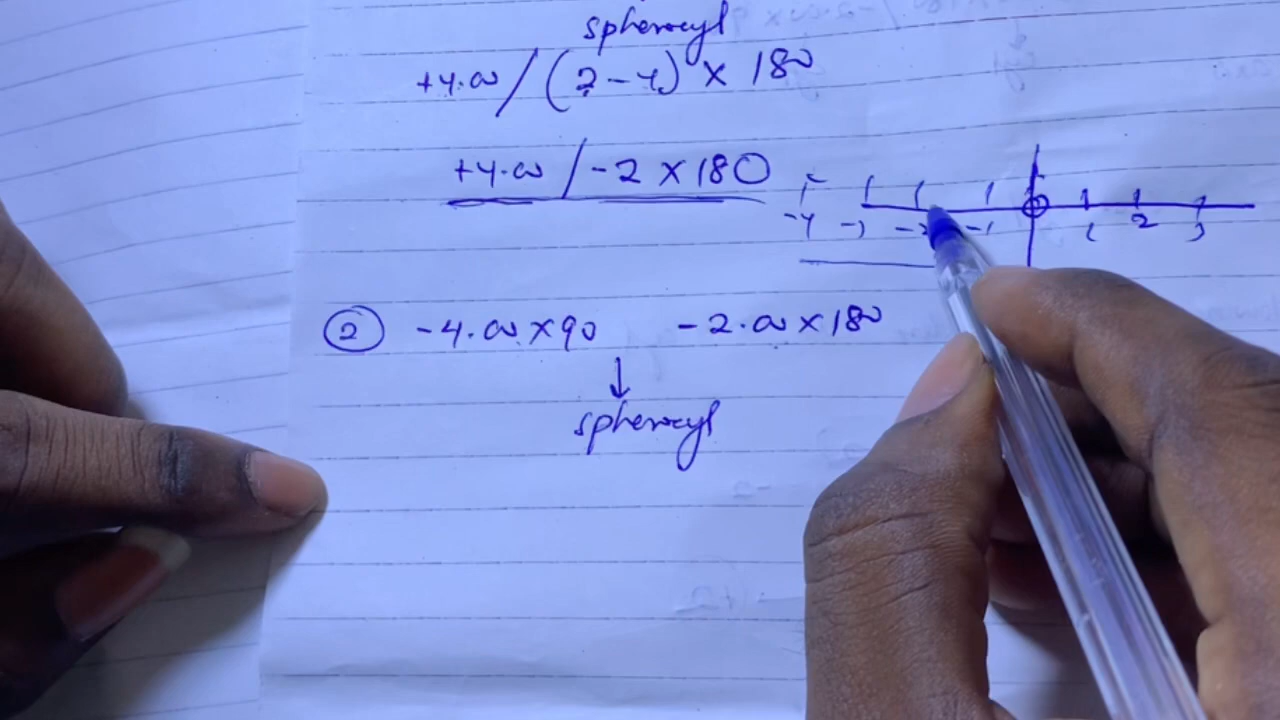 spherocyl
+4.00/(2-4) × 180
+4.00/-2 × 180
-4 -3 -2 -1 0 1 2 3
② -4.00×90 -2.00×180
↓
spherocyl